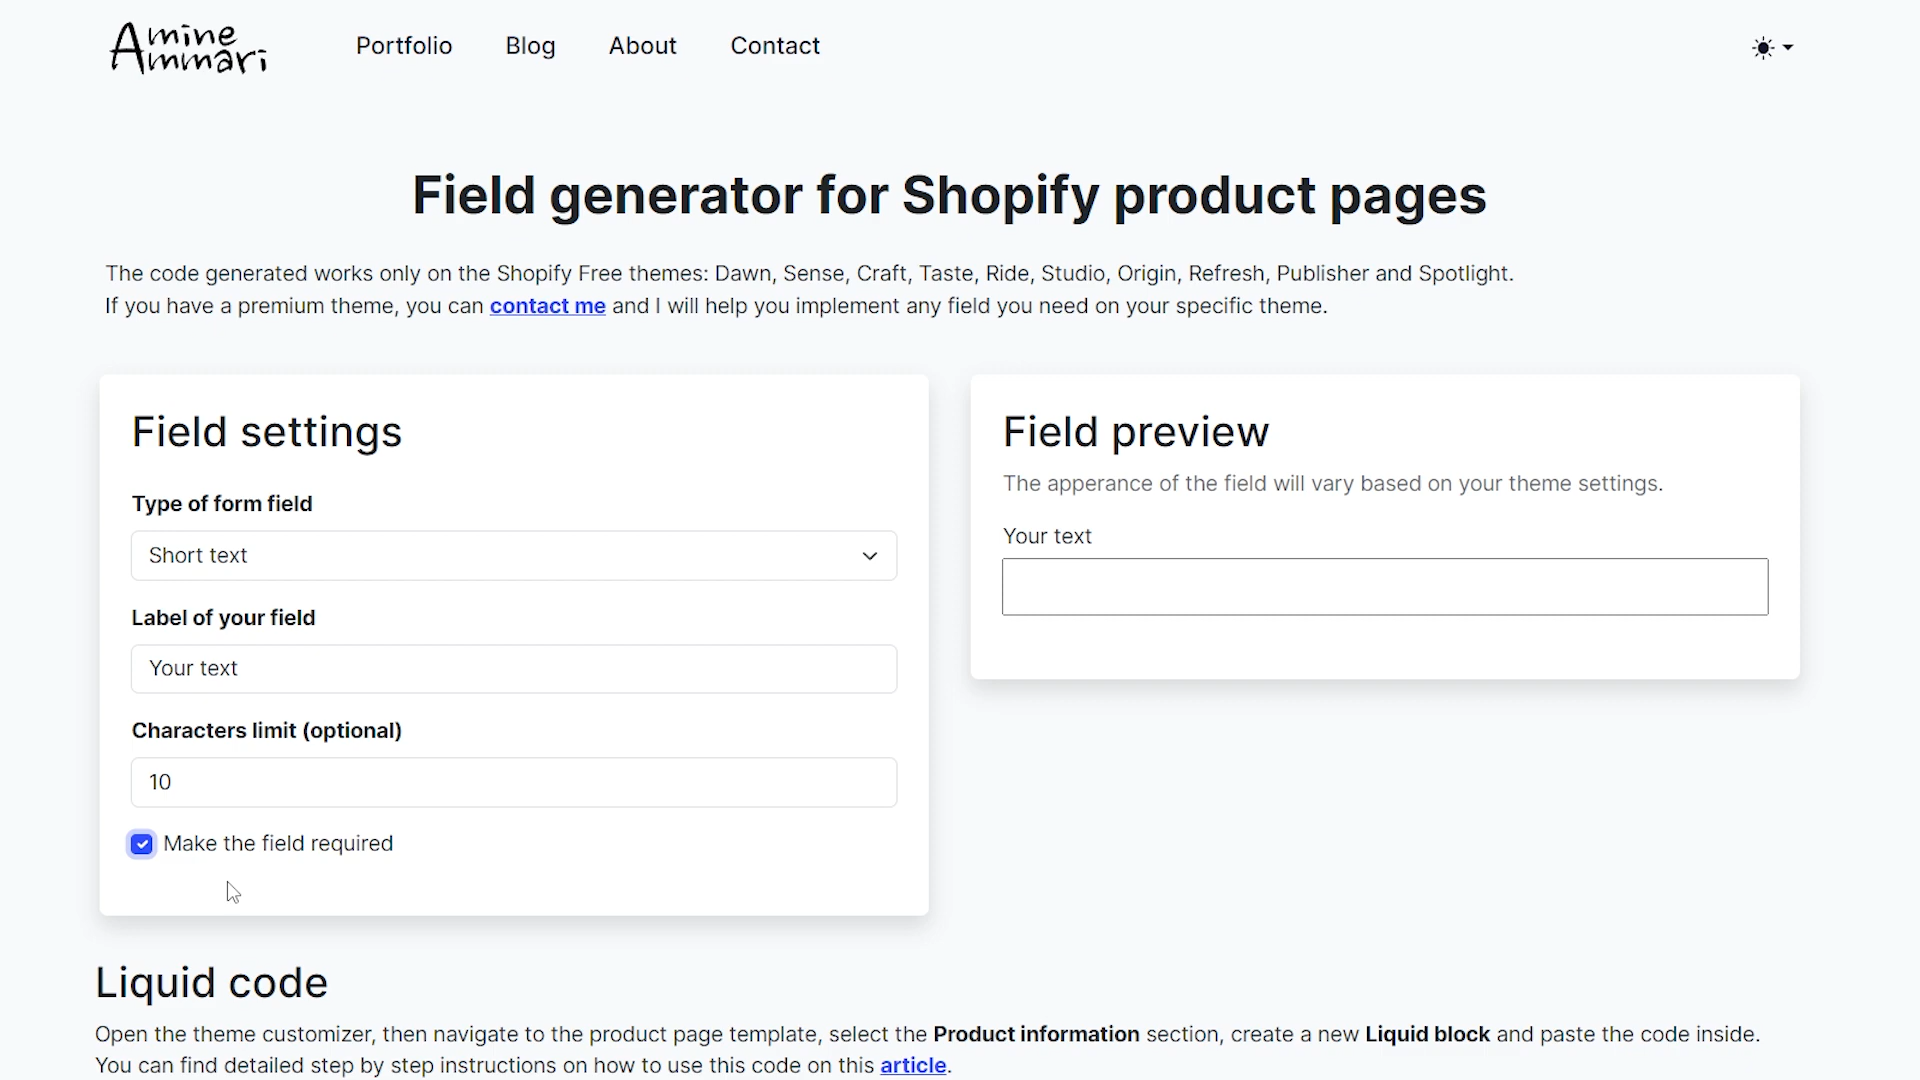 Amine
Ammari
Portfolio
Blog
About
Contact
Field generator for Shopify product pages
The code generated works only on the Shopify Free themes: Dawn, Sense, Craft, Taste, Ride, Studio, Origin, Refresh, Publisher and Spotlight.
If you have a premium theme, you can contact me and I will help you implement any field you need on your specific theme.
Field settings
Type of form field
Short text
Label of your field
Your text
Characters limit (optional)
10
Make the field required
Field preview
The apperance of the field will vary based on your theme settings.
Your text
Liquid code
Open the theme customizer, then navigate to the product page template, select the Product information section, create a new Liquid block and paste the code inside.
You can find detailed step by step instructions on how to use this code on this article.